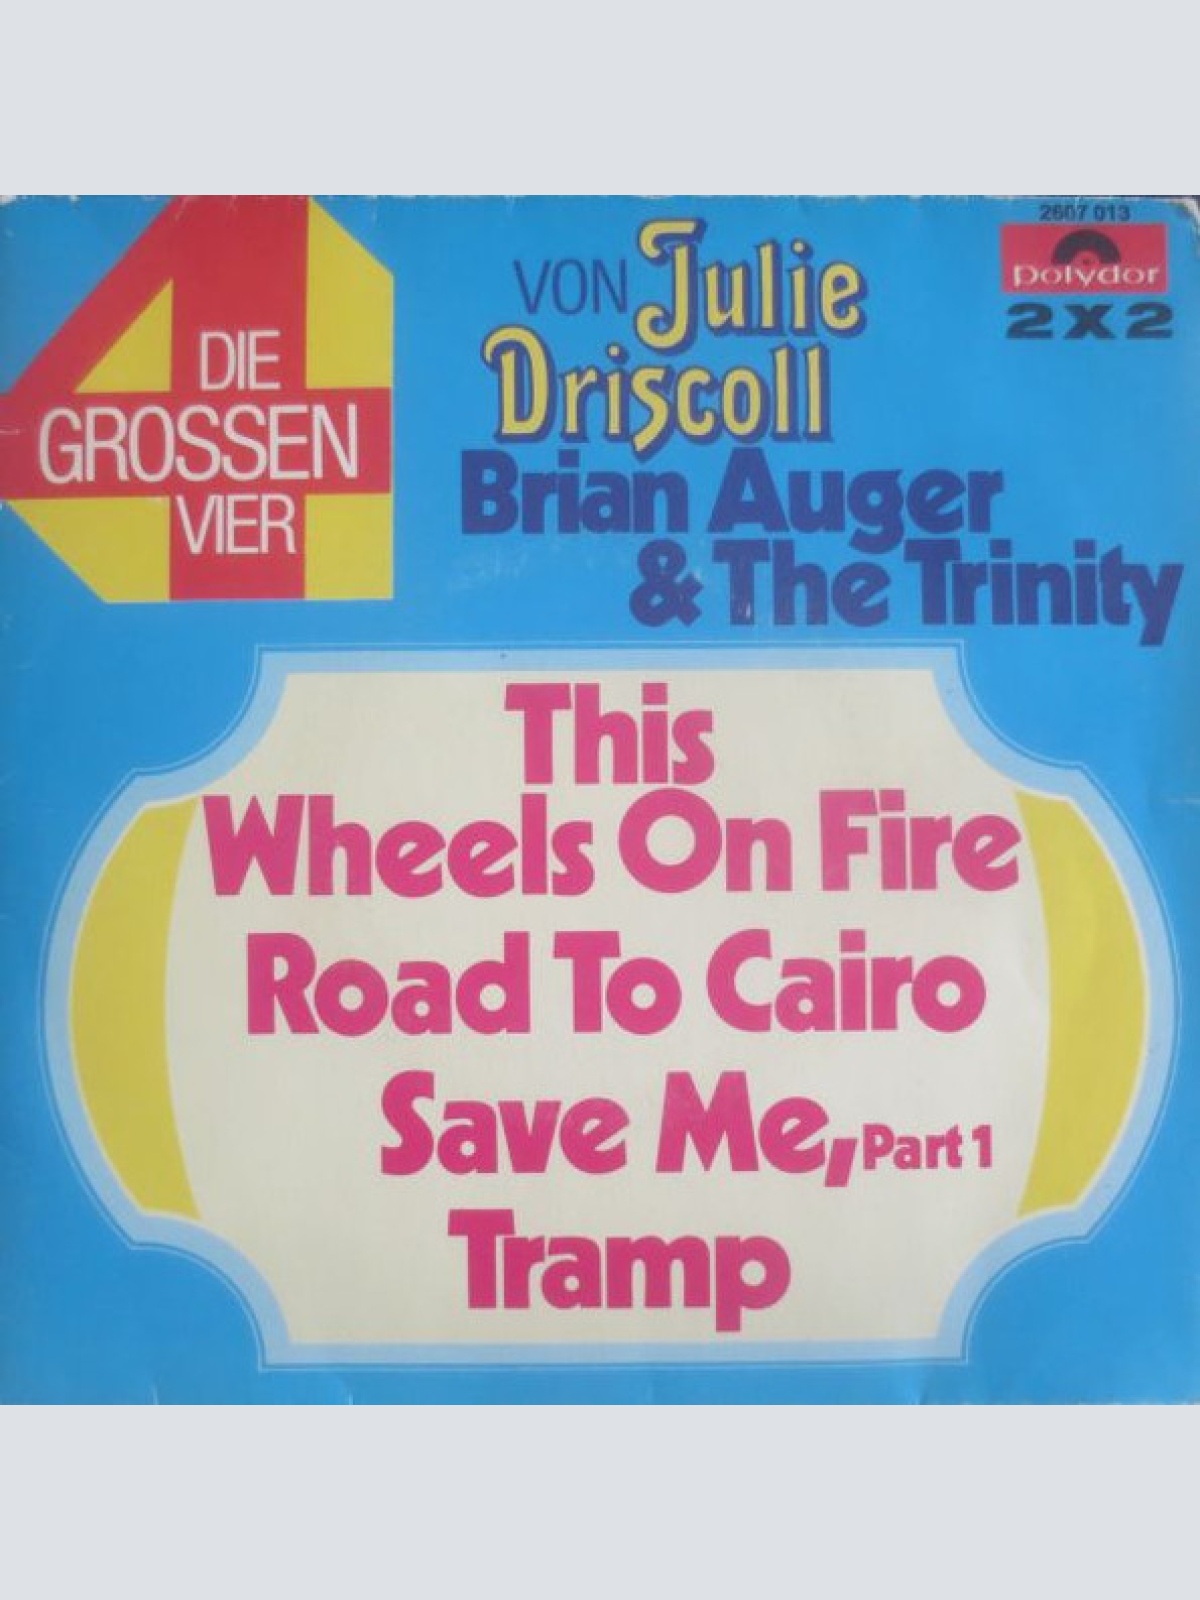 DIE
GROSSEN
VIER
VON Julie
Driscoll
Brian Auger
& The Trinity
2607 013
Polydor
2X2
This
Wheels On Fire
Road To Cairo
Save Me, Part 1
Tramp